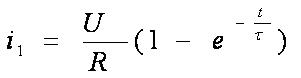 i₁ = U/R (1 − e^(−t/τ))